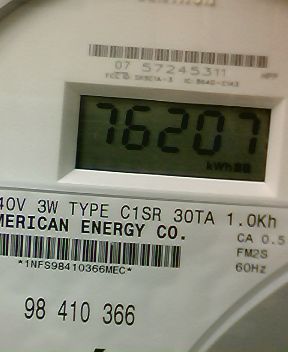 07 57245311
76207
kWh
40V 3W TYPE C1SR 30TA 1.0Kh
MERICAN ENERGY CO.
CA 0.5
*1NFS98410366MEC*
FM2S
60Hz
98 410 366